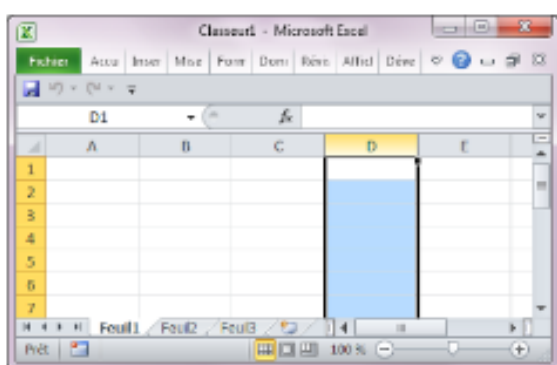 Classeur1 - Microsoft Excel
Fichier Accu Inser Mise Form Donn Révis Affich Déve
D1 fx
A B C D E
1
2
3
4
5
6
7
Feuil1 Feuil2 Feuil3
Prêt 100 %